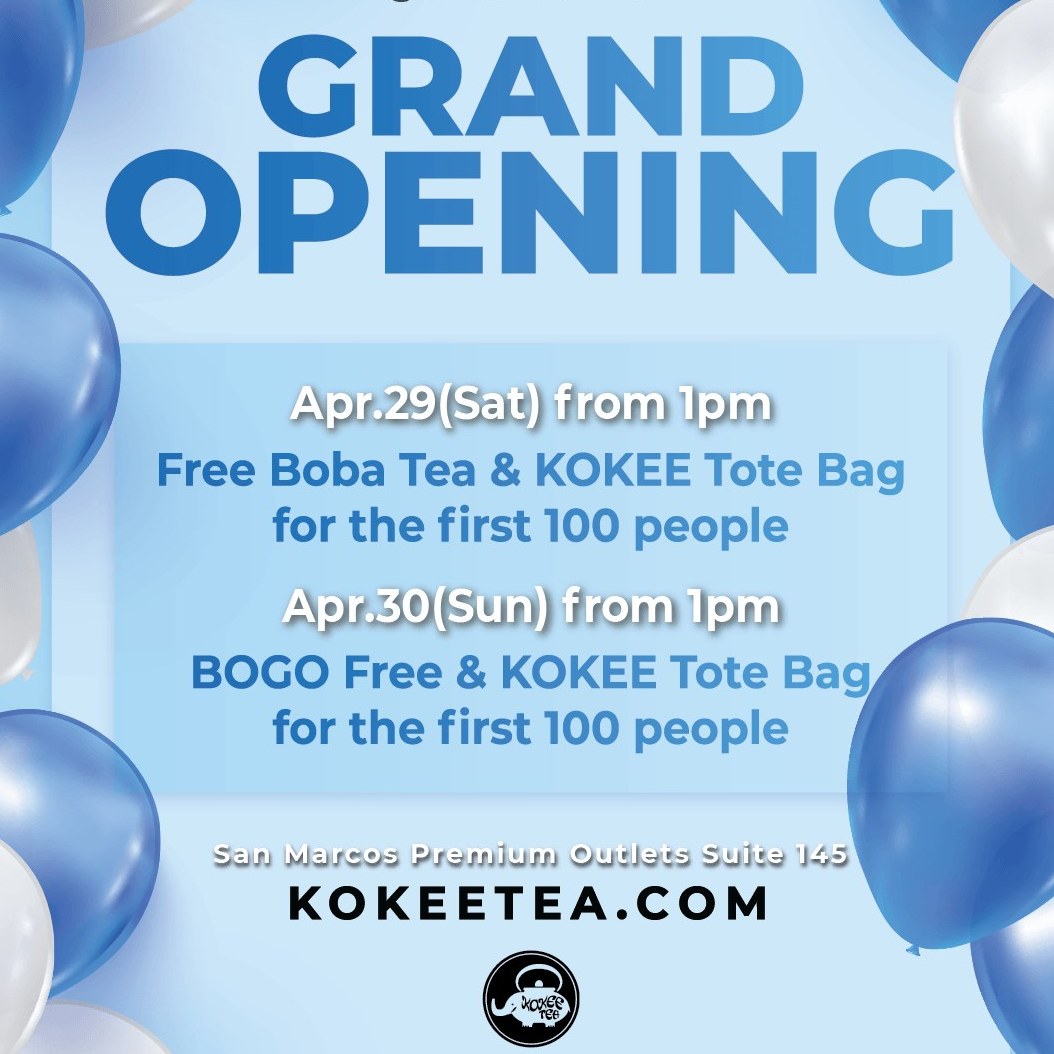 GRAND
OPENING
Apr.29(Sat) from 1pm
Free Boba Tea & KOKEE Tote Bag
for the first 100 people
Apr.30(Sun) from 1pm
BOGO Free & KOKEE Tote Bag
for the first 100 people
San Marcos Premium Outlets Suite 145
KOKEETEA.COM
KOKEE
TEA